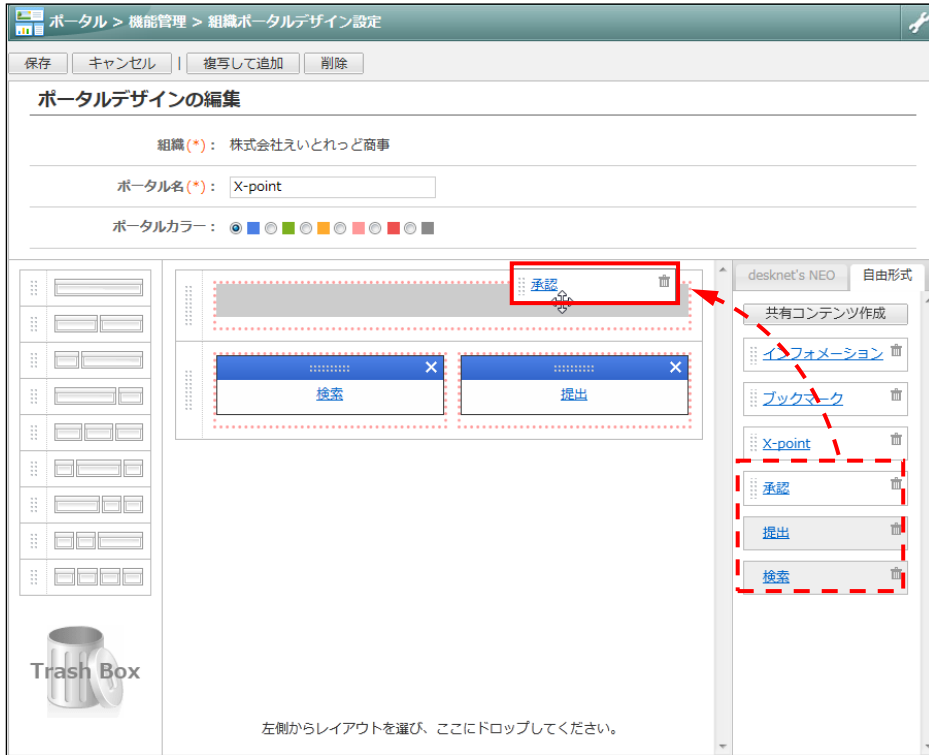 ポータル > 機能管理 > 組織ポータルデザイン設定
保存 キャンセル | 複写して追加 削除
ポータルデザインの編集
組織(*)： 株式会社えいとれっど商事
ポータル名(*)： X-point
ポータルカラー：
desknet's NEO 自由形式
承認
共有コンテンツ作成
インフォメーション
検索 提出
ブックマーク
X-point
承認
提出
検索
Trash Box
左側からレイアウトを選び、ここにドロップしてください。